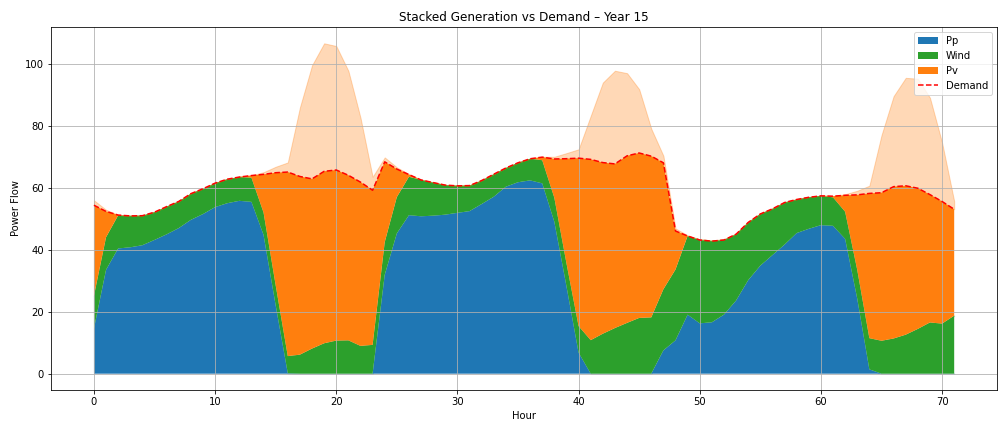 Stacked Generation vs Demand – Year 15
Pp
Wind
Pv
Demand
Power Flow
100
80
60
40
20
0
0 10 20 30 40 50 60 70
Hour